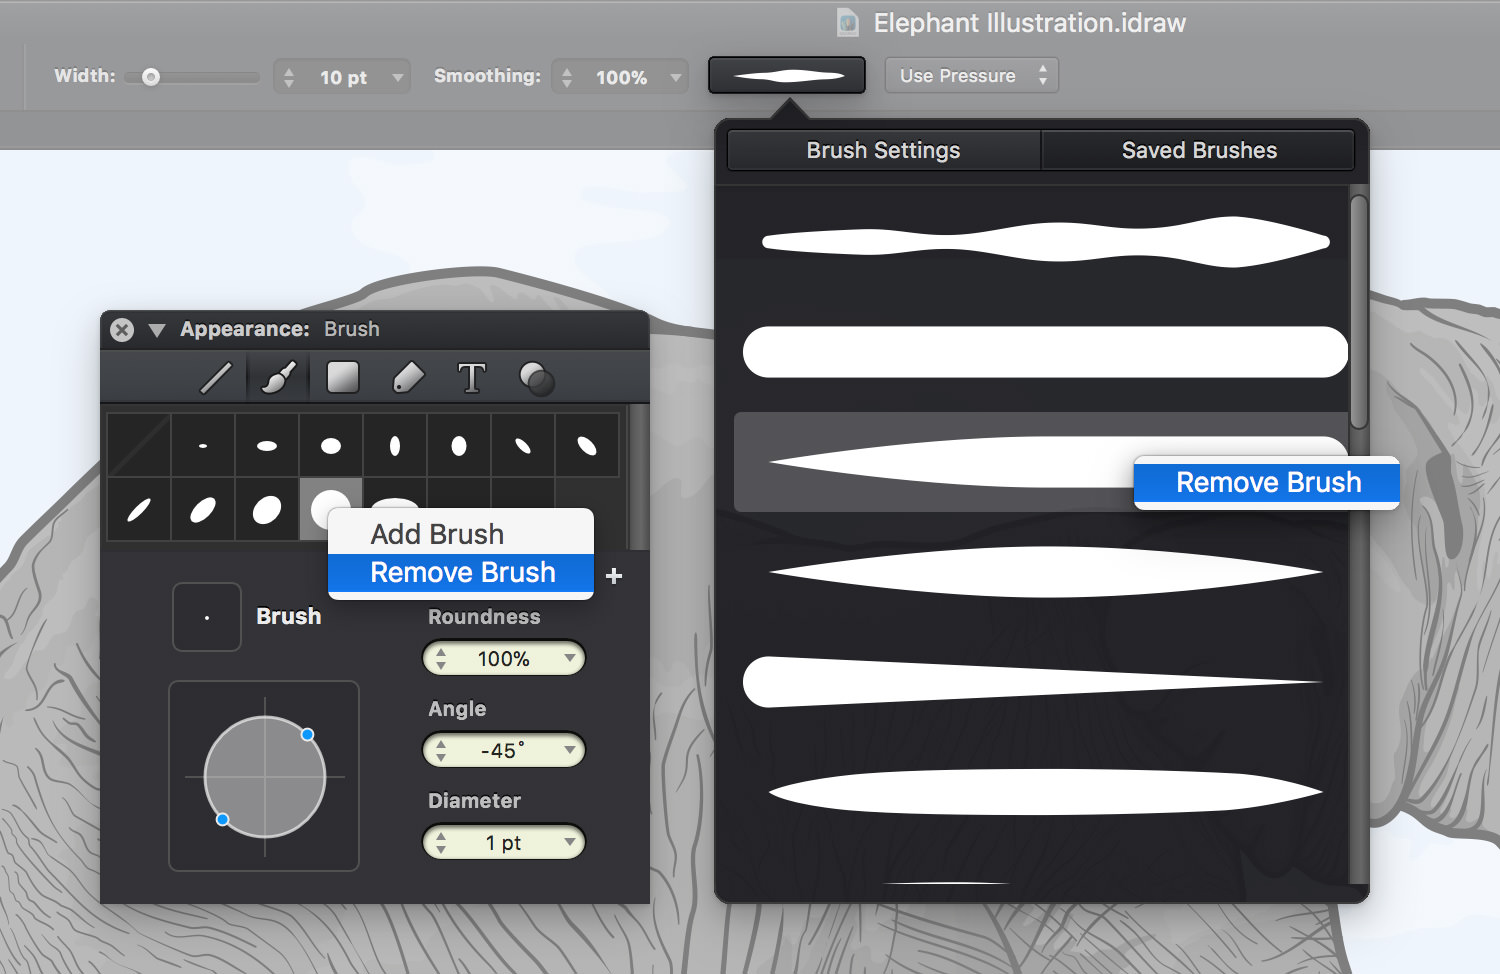 Elephant Illustration.idraw
Width: 10 pt Smoothing: 100% Use Pressure
Brush Settings Saved Brushes
Remove Brush
Appearance: Brush
T
Add Brush
Remove Brush
Brush
Roundness
100%
Angle
-45°
Diameter
1 pt